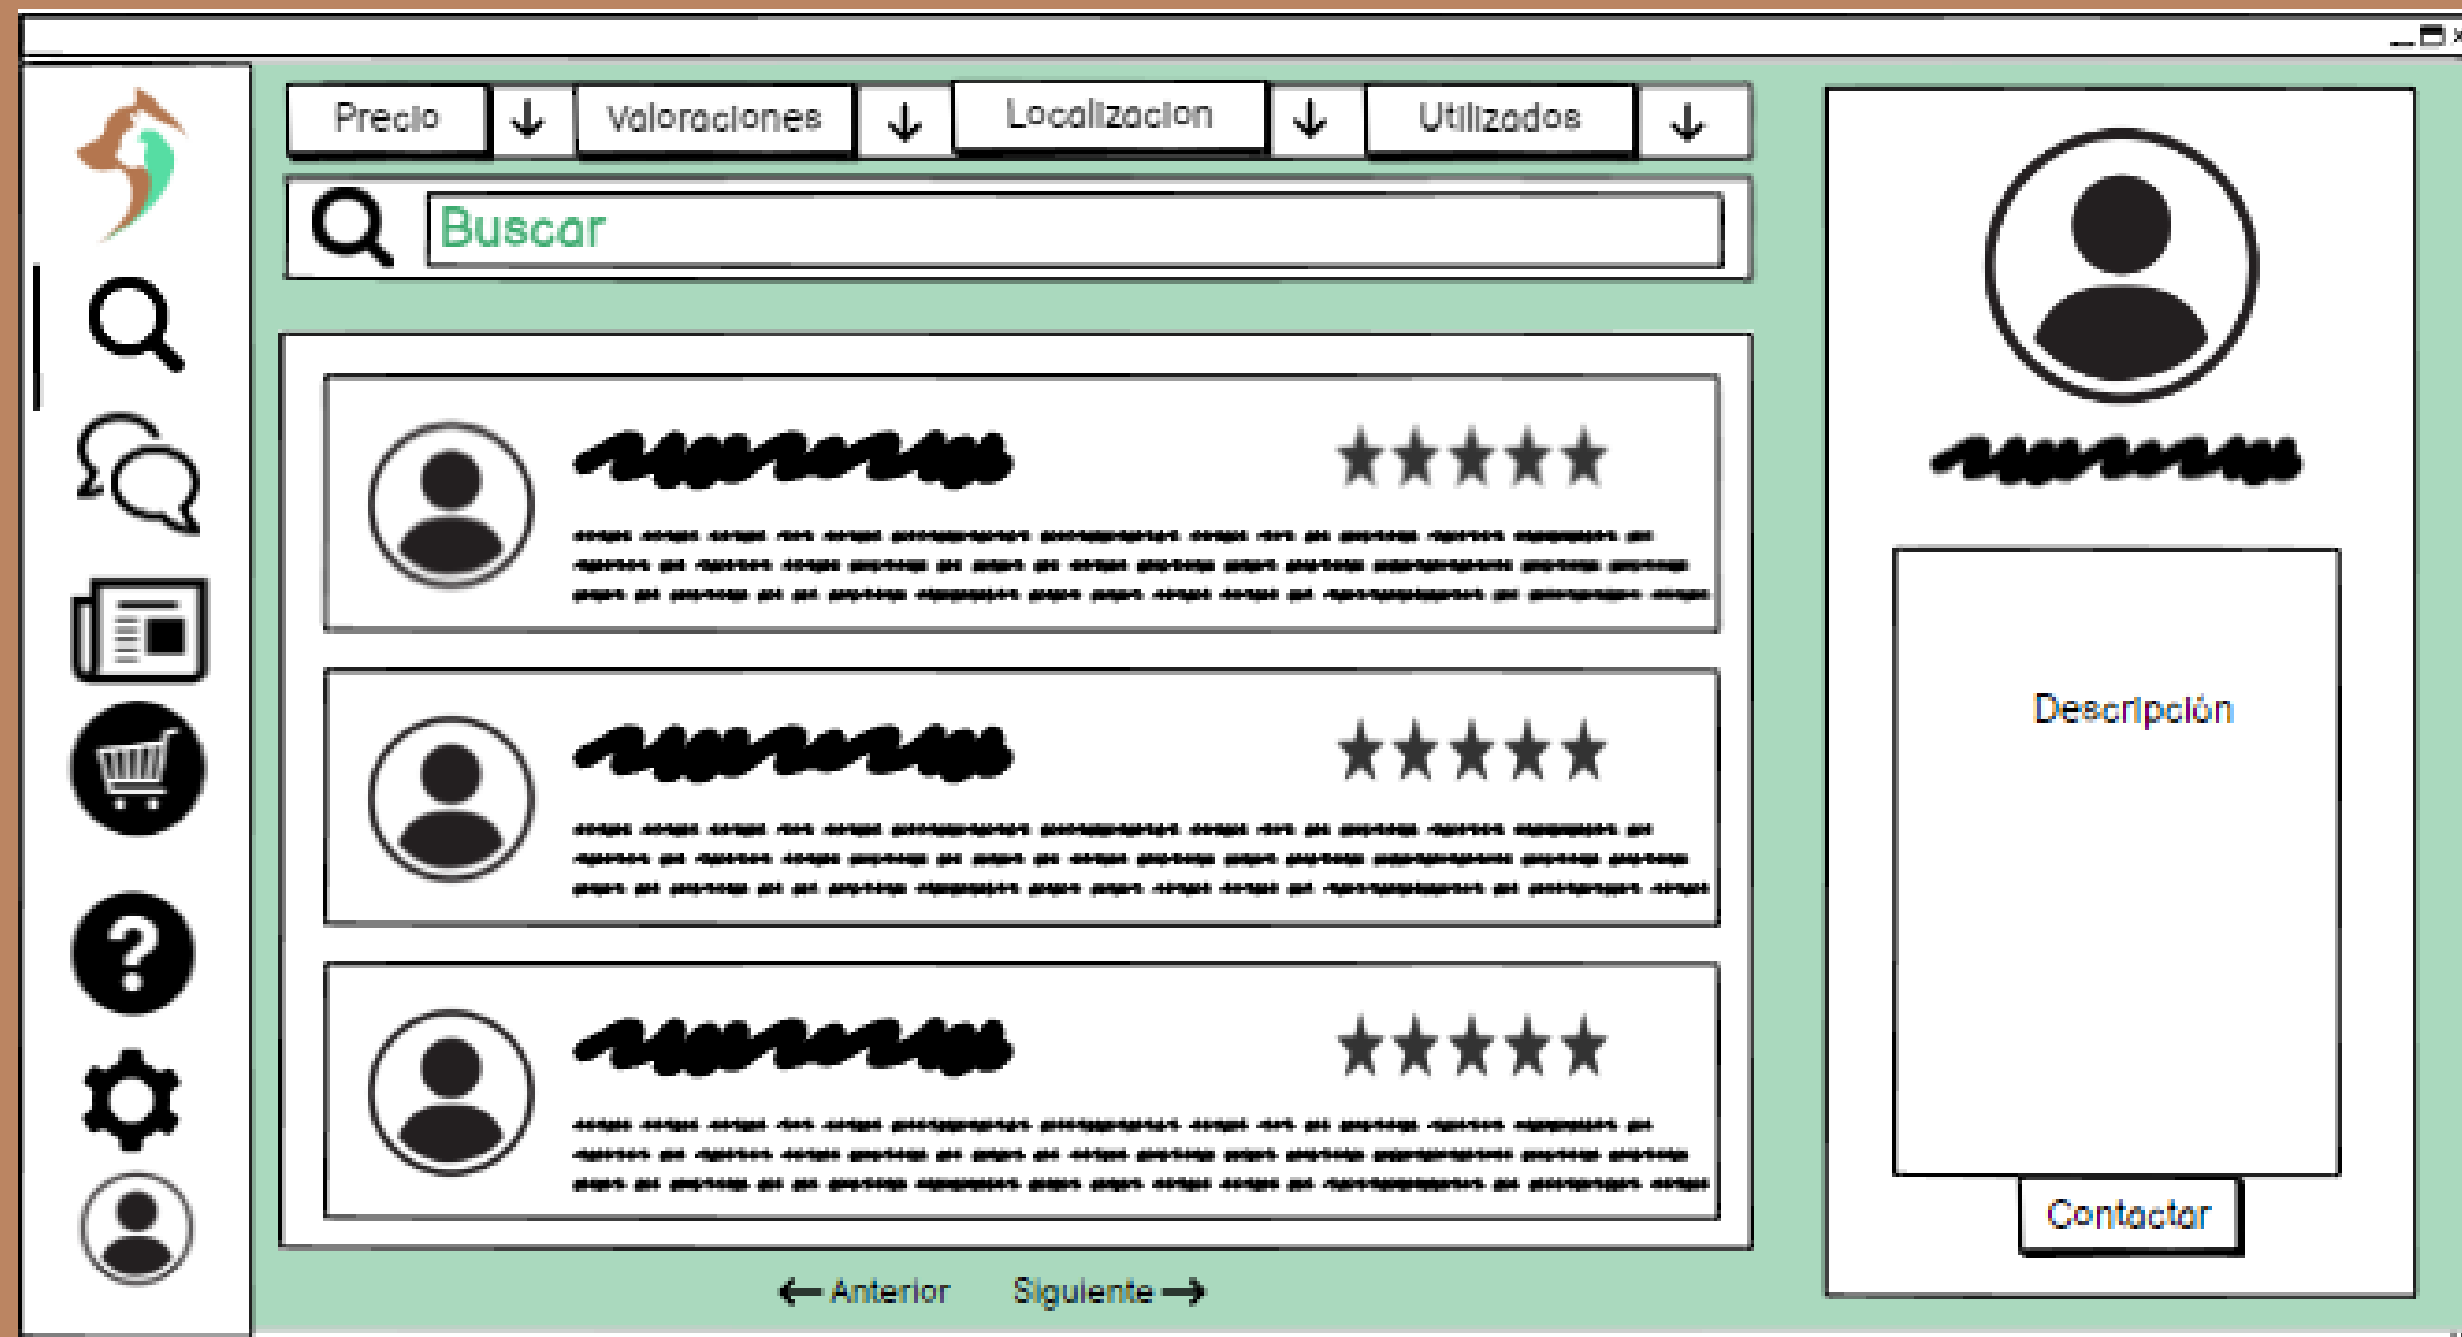 Precio Valoraciones Localizacion Utilizados
Buscar
Descripción
Contactar
Anterior Siguiente